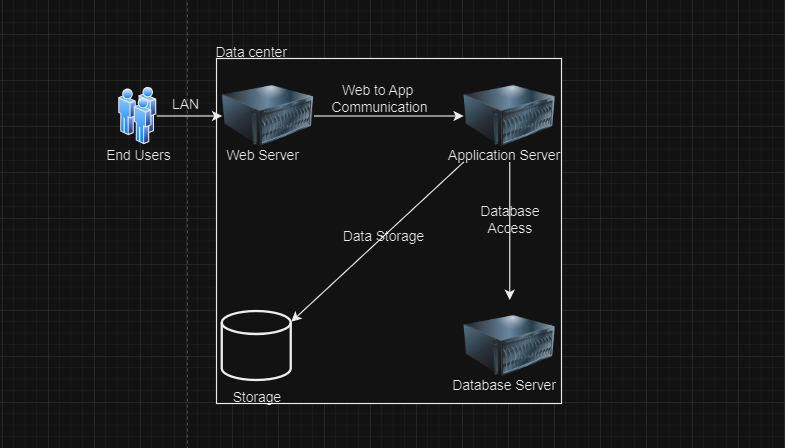 Data center
LAN
Web to App
Communication
End Users
Web Server
Application Server
Database
Access
Data Storage
Database Server
Storage